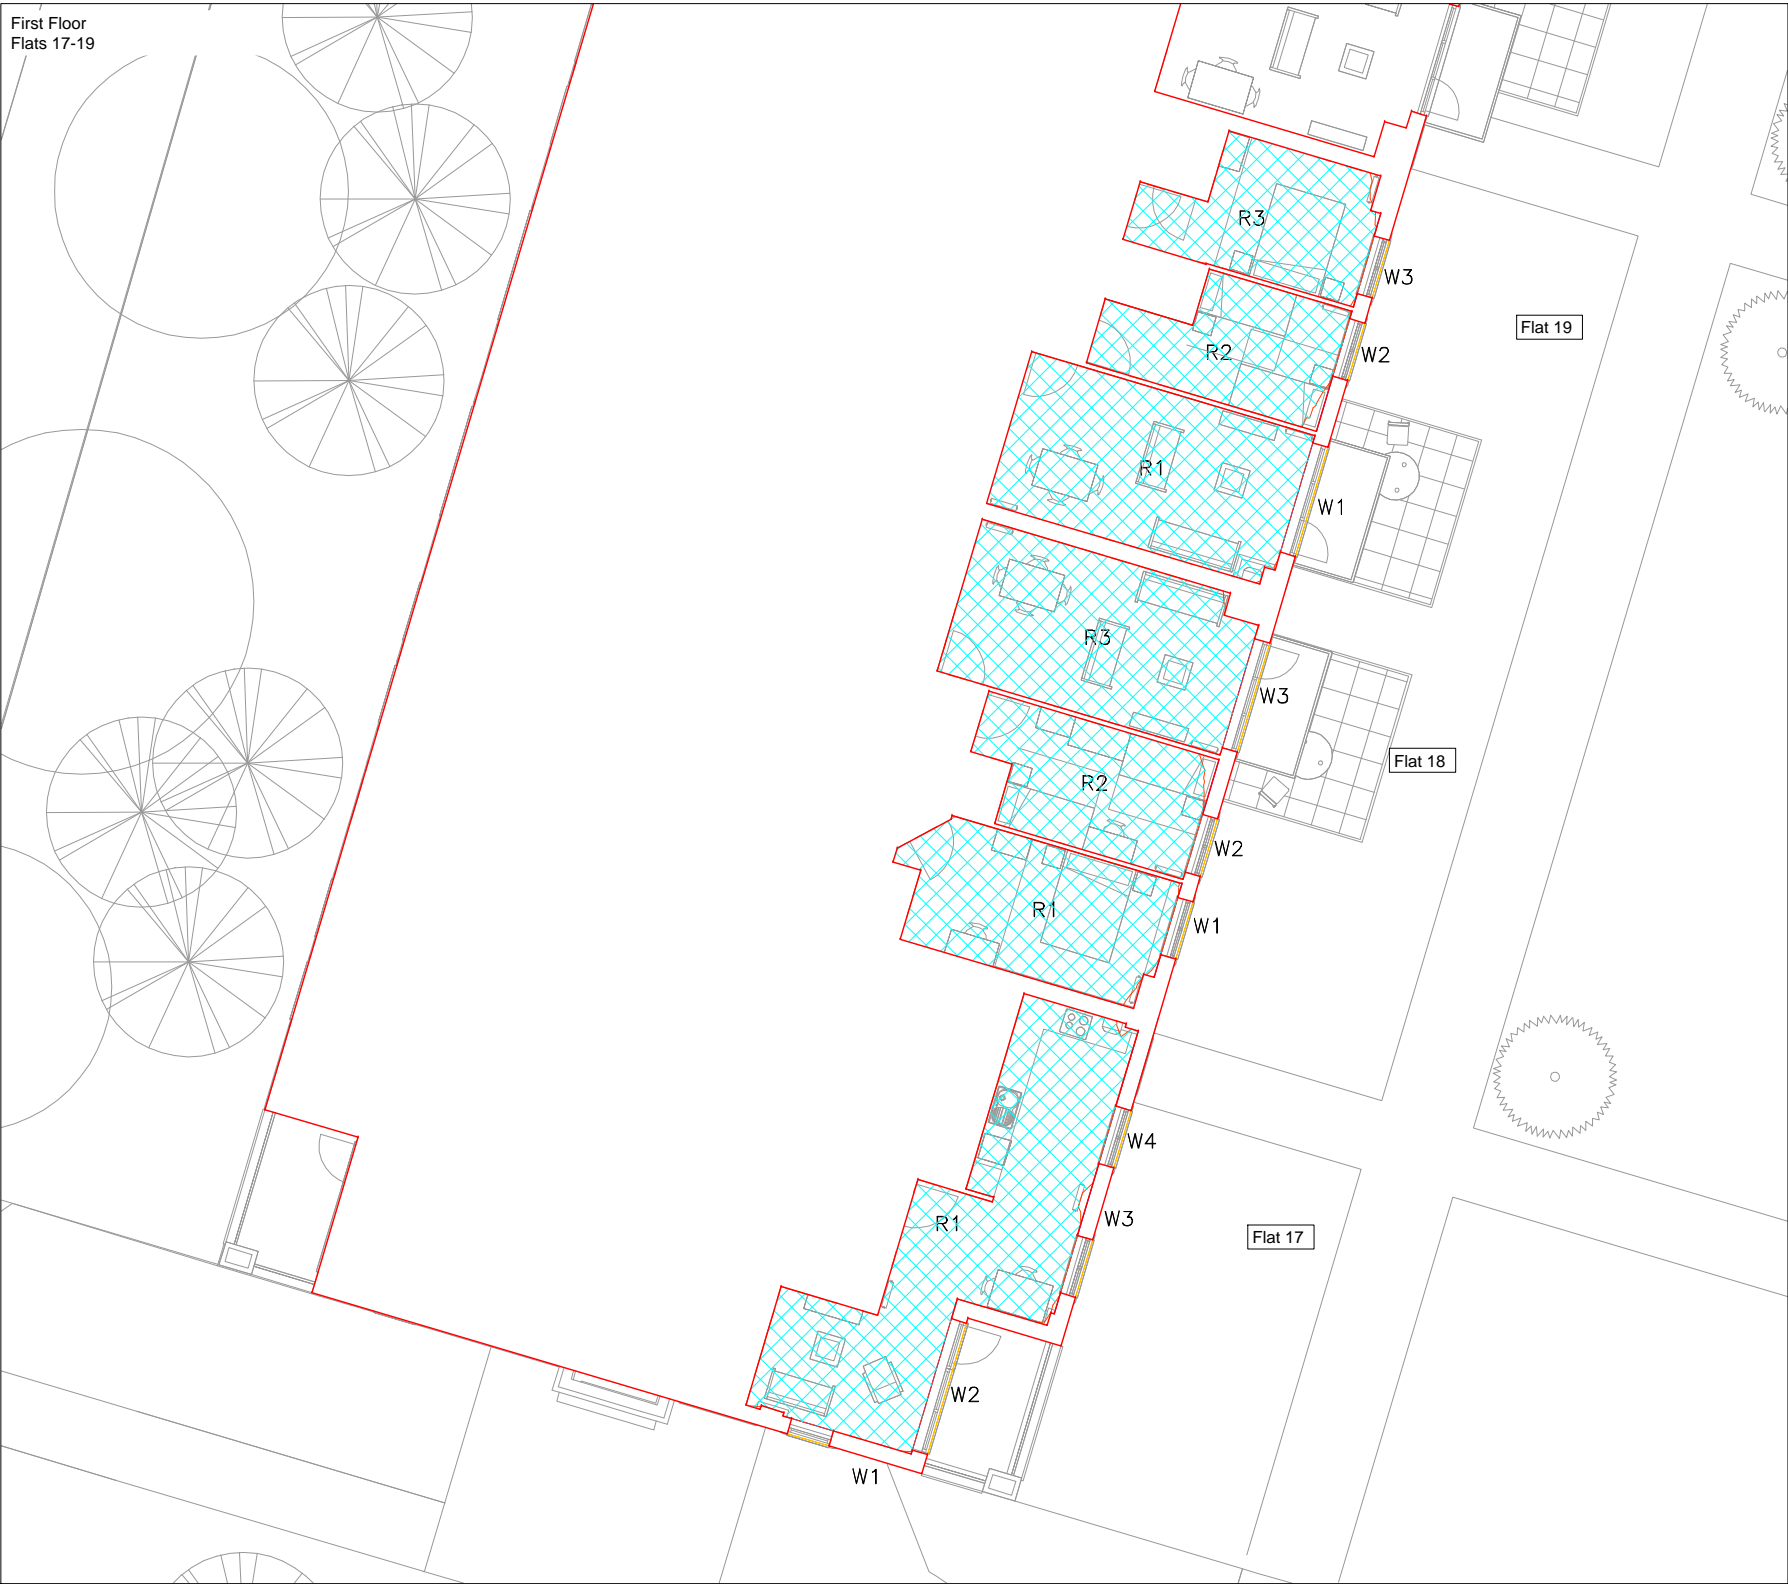 First Floor
Flats 17-19
R3
W3
Flat 19
R2
W2
R1
W1
R3
W3
Flat 18
R2
W2
R1
W1
W4
W3
R1
Flat 17
W2
W1